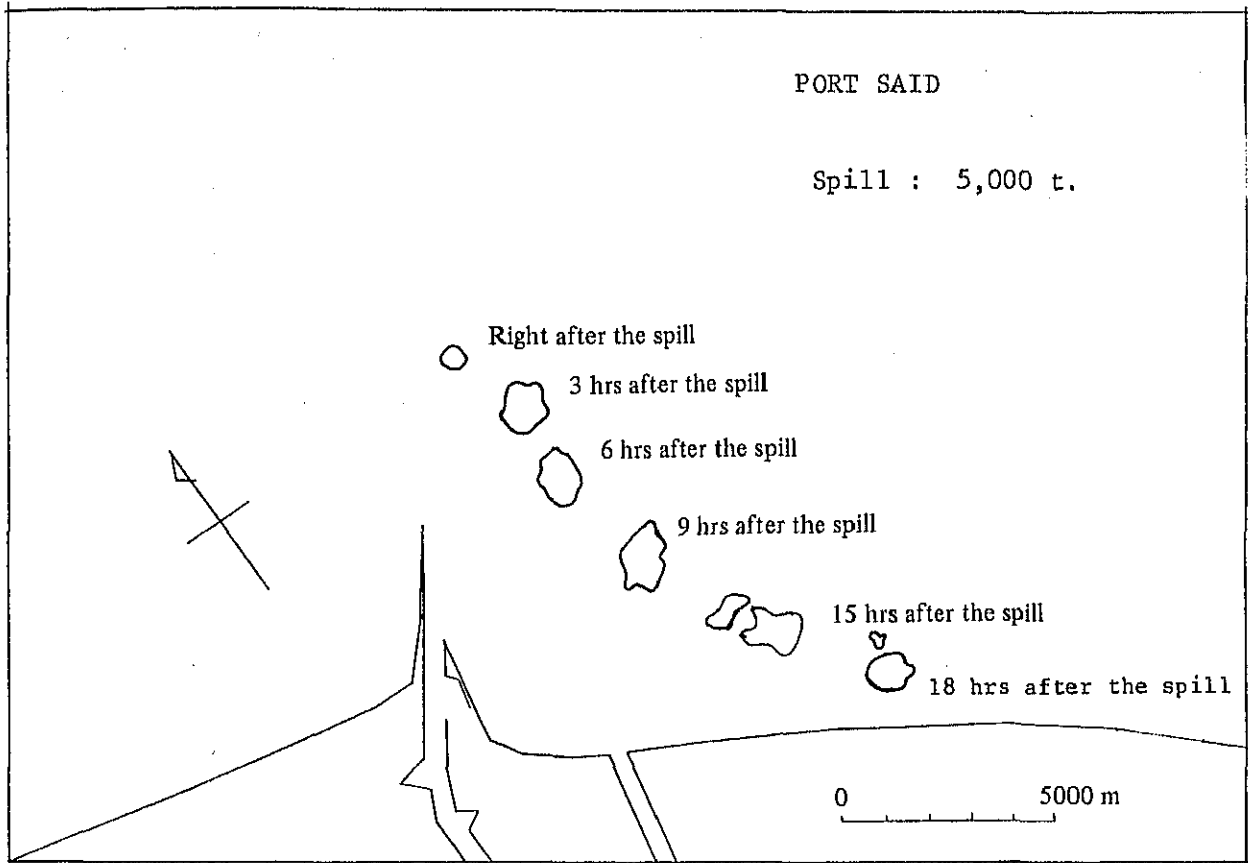 PORT SAID
Spill : 5,000 t.
Right after the spill
3 hrs after the spill
6 hrs after the spill
9 hrs after the spill
15 hrs after the spill
18 hrs after the spill
0 5000 m